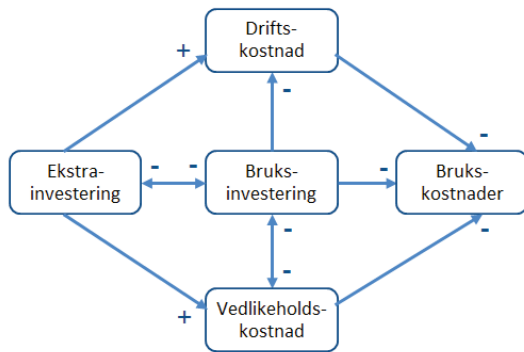 Drifts-
kostnad
+
-
-
Ekstra-
investering
-
-
Bruks-
investering
-
Bruks-
kostnader
-
-
-
+
Vedlikeholds-
kostnad